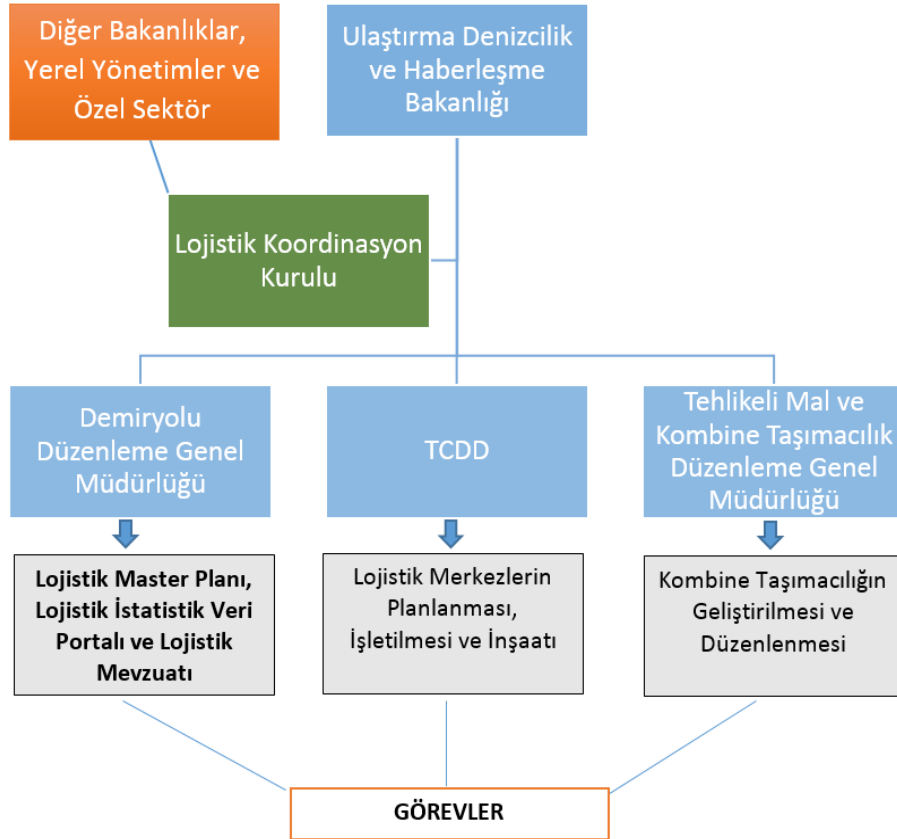 Diğer Bakanlıklar,
Yerel Yönetimler ve
Özel Sektör
Ulaştırma Denizcilik
ve Haberleşme
Bakanlığı
Lojistik Koordinasyon
Kurulu
Demiryolu
Düzenleme Genel
Müdürlüğü
TCDD
Tehlikeli Mal ve
Kombine Taşımacılık
Düzenleme Genel
Müdürlüğü
Lojistik Master Planı,
Lojistik İstatistik Veri
Portalı ve Lojistik
Mevzuatı
Lojistik Merkezlerin
Planlanması,
İşletilmesi ve İnşaatı
Kombine Taşımacılığın
Geliştirilmesi ve
Düzenlenmesi
GÖREVLER